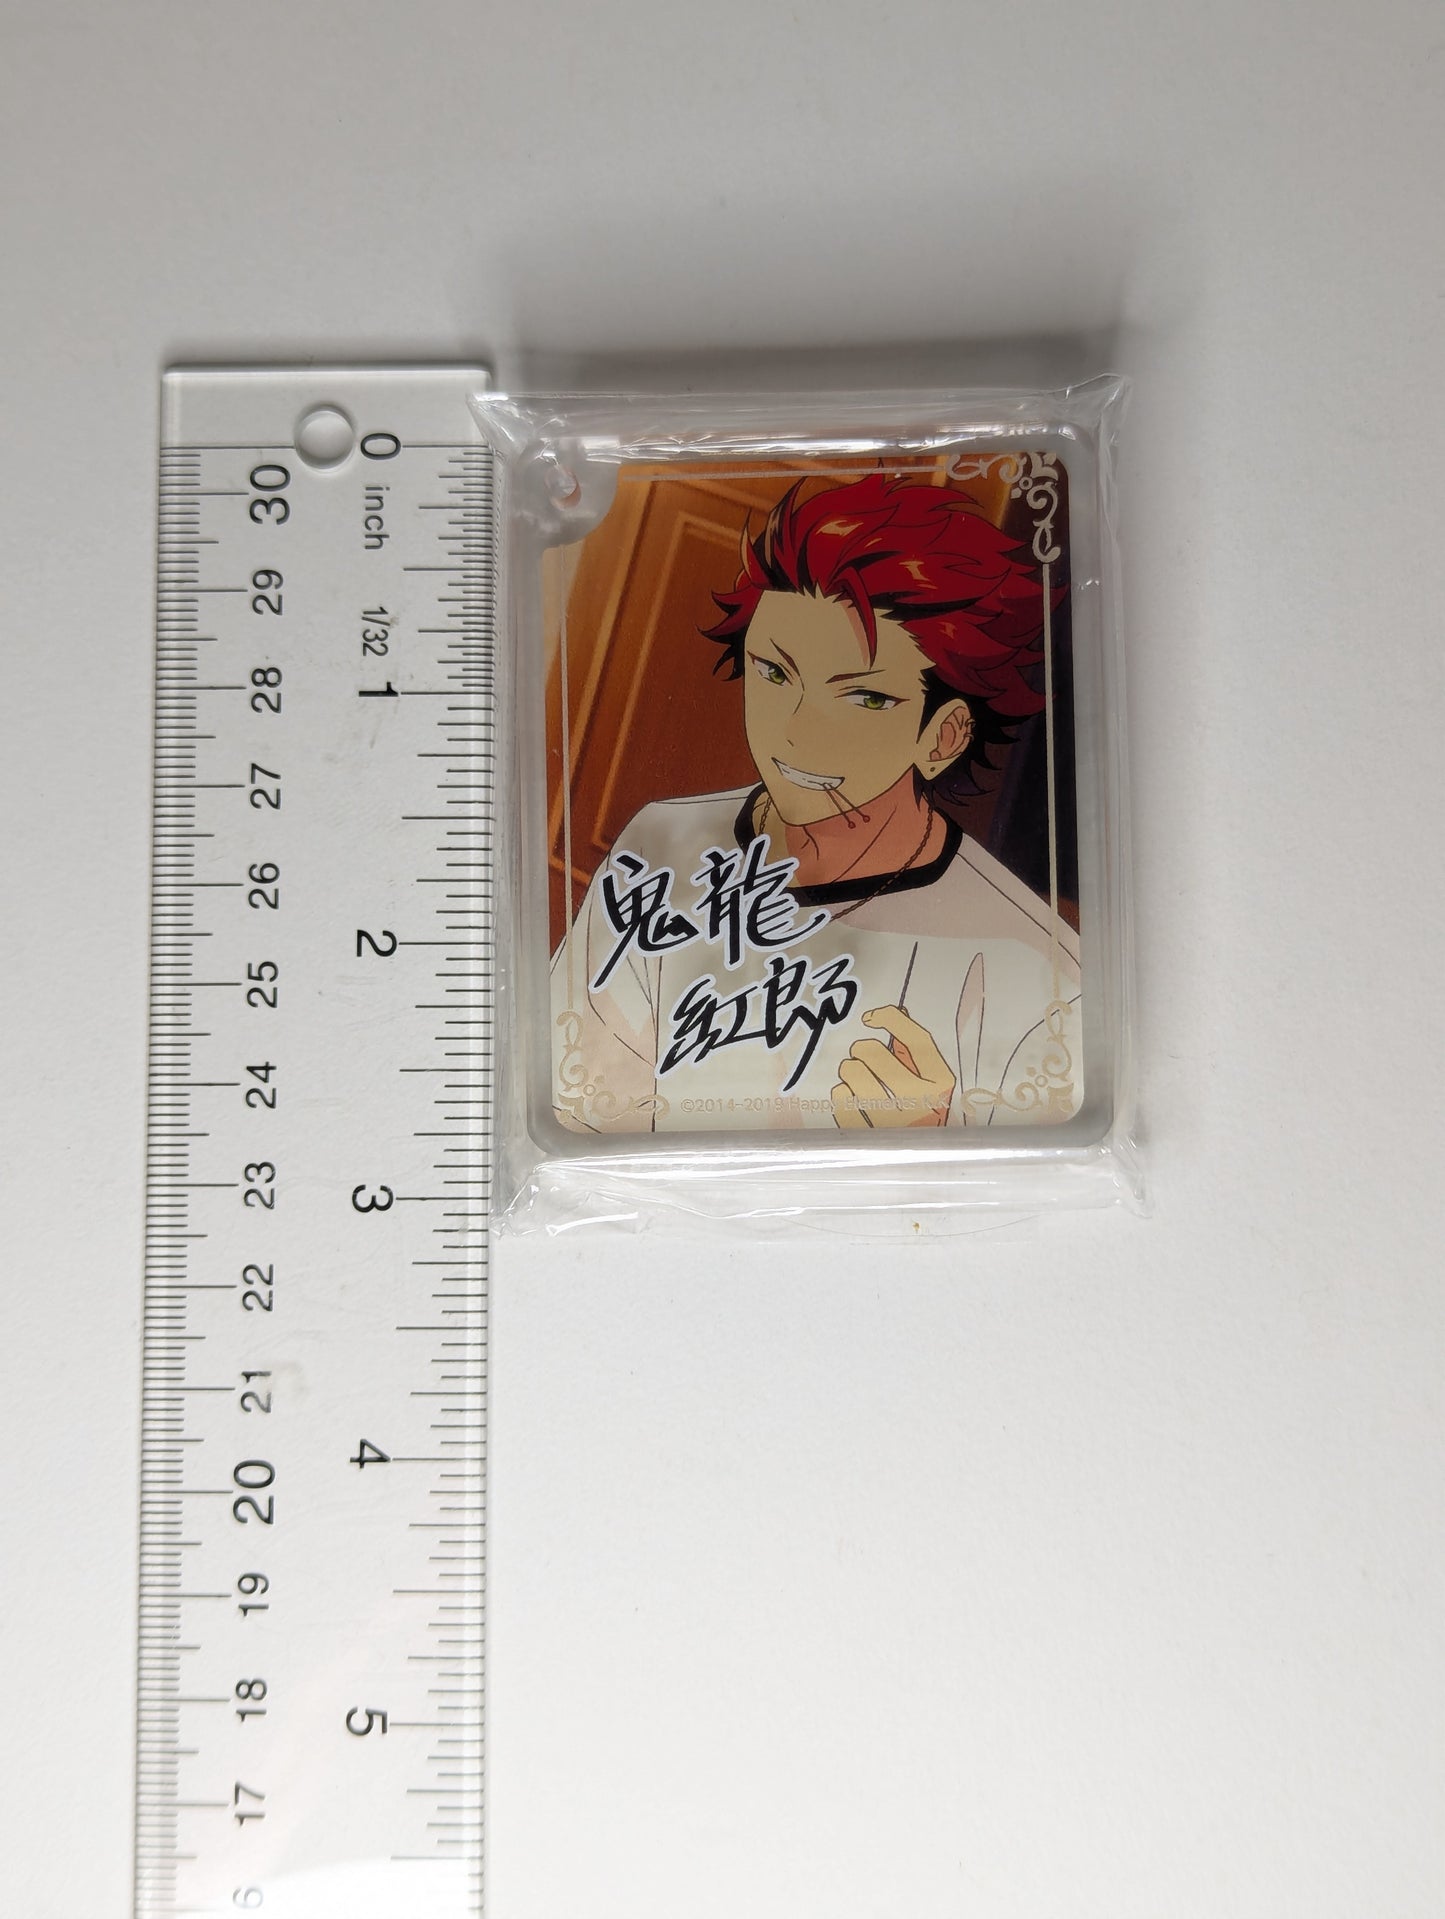 0 inch 1/32 1 2 3 4 5
30 29 28 27 26 25 24 23 22 21 20 19 18 17
鬼龍
紅郎
©2014-2019 Happy Elements K.K